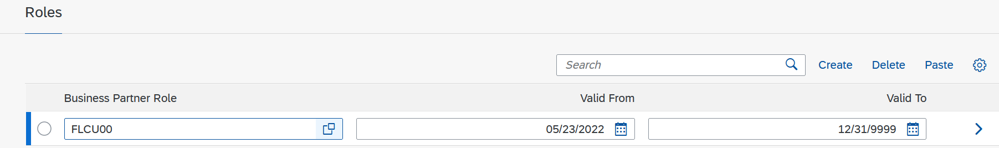 Roles
Search Create Delete Paste
Business Partner Role Valid From Valid To
FLCU00 05/23/2022 12/31/9999